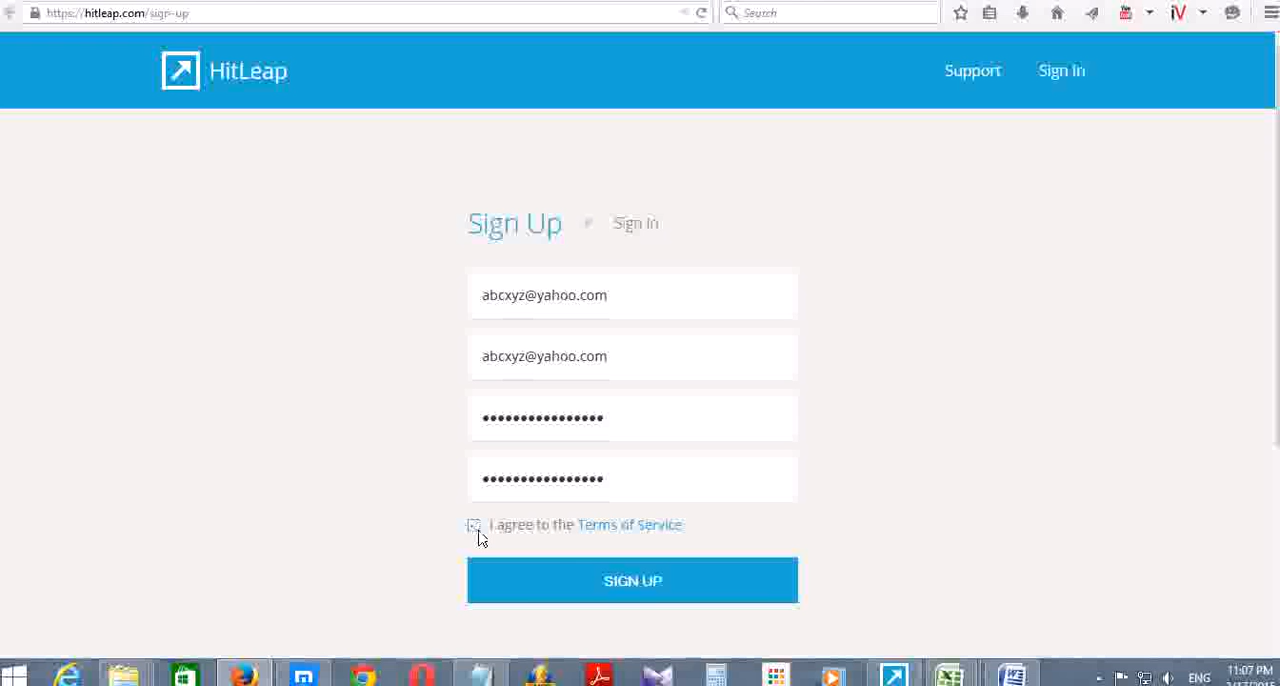 https://hitleap.com/sign-up
Search
HitLeap
Support
Sign In
Sign Up
Sign In
abcxyz@yahoo.com
abcxyz@yahoo.com
••••••••••••••••
••••••••••••••••
I agree to the Terms of Service
SIGN UP
ENG
11:07 PM